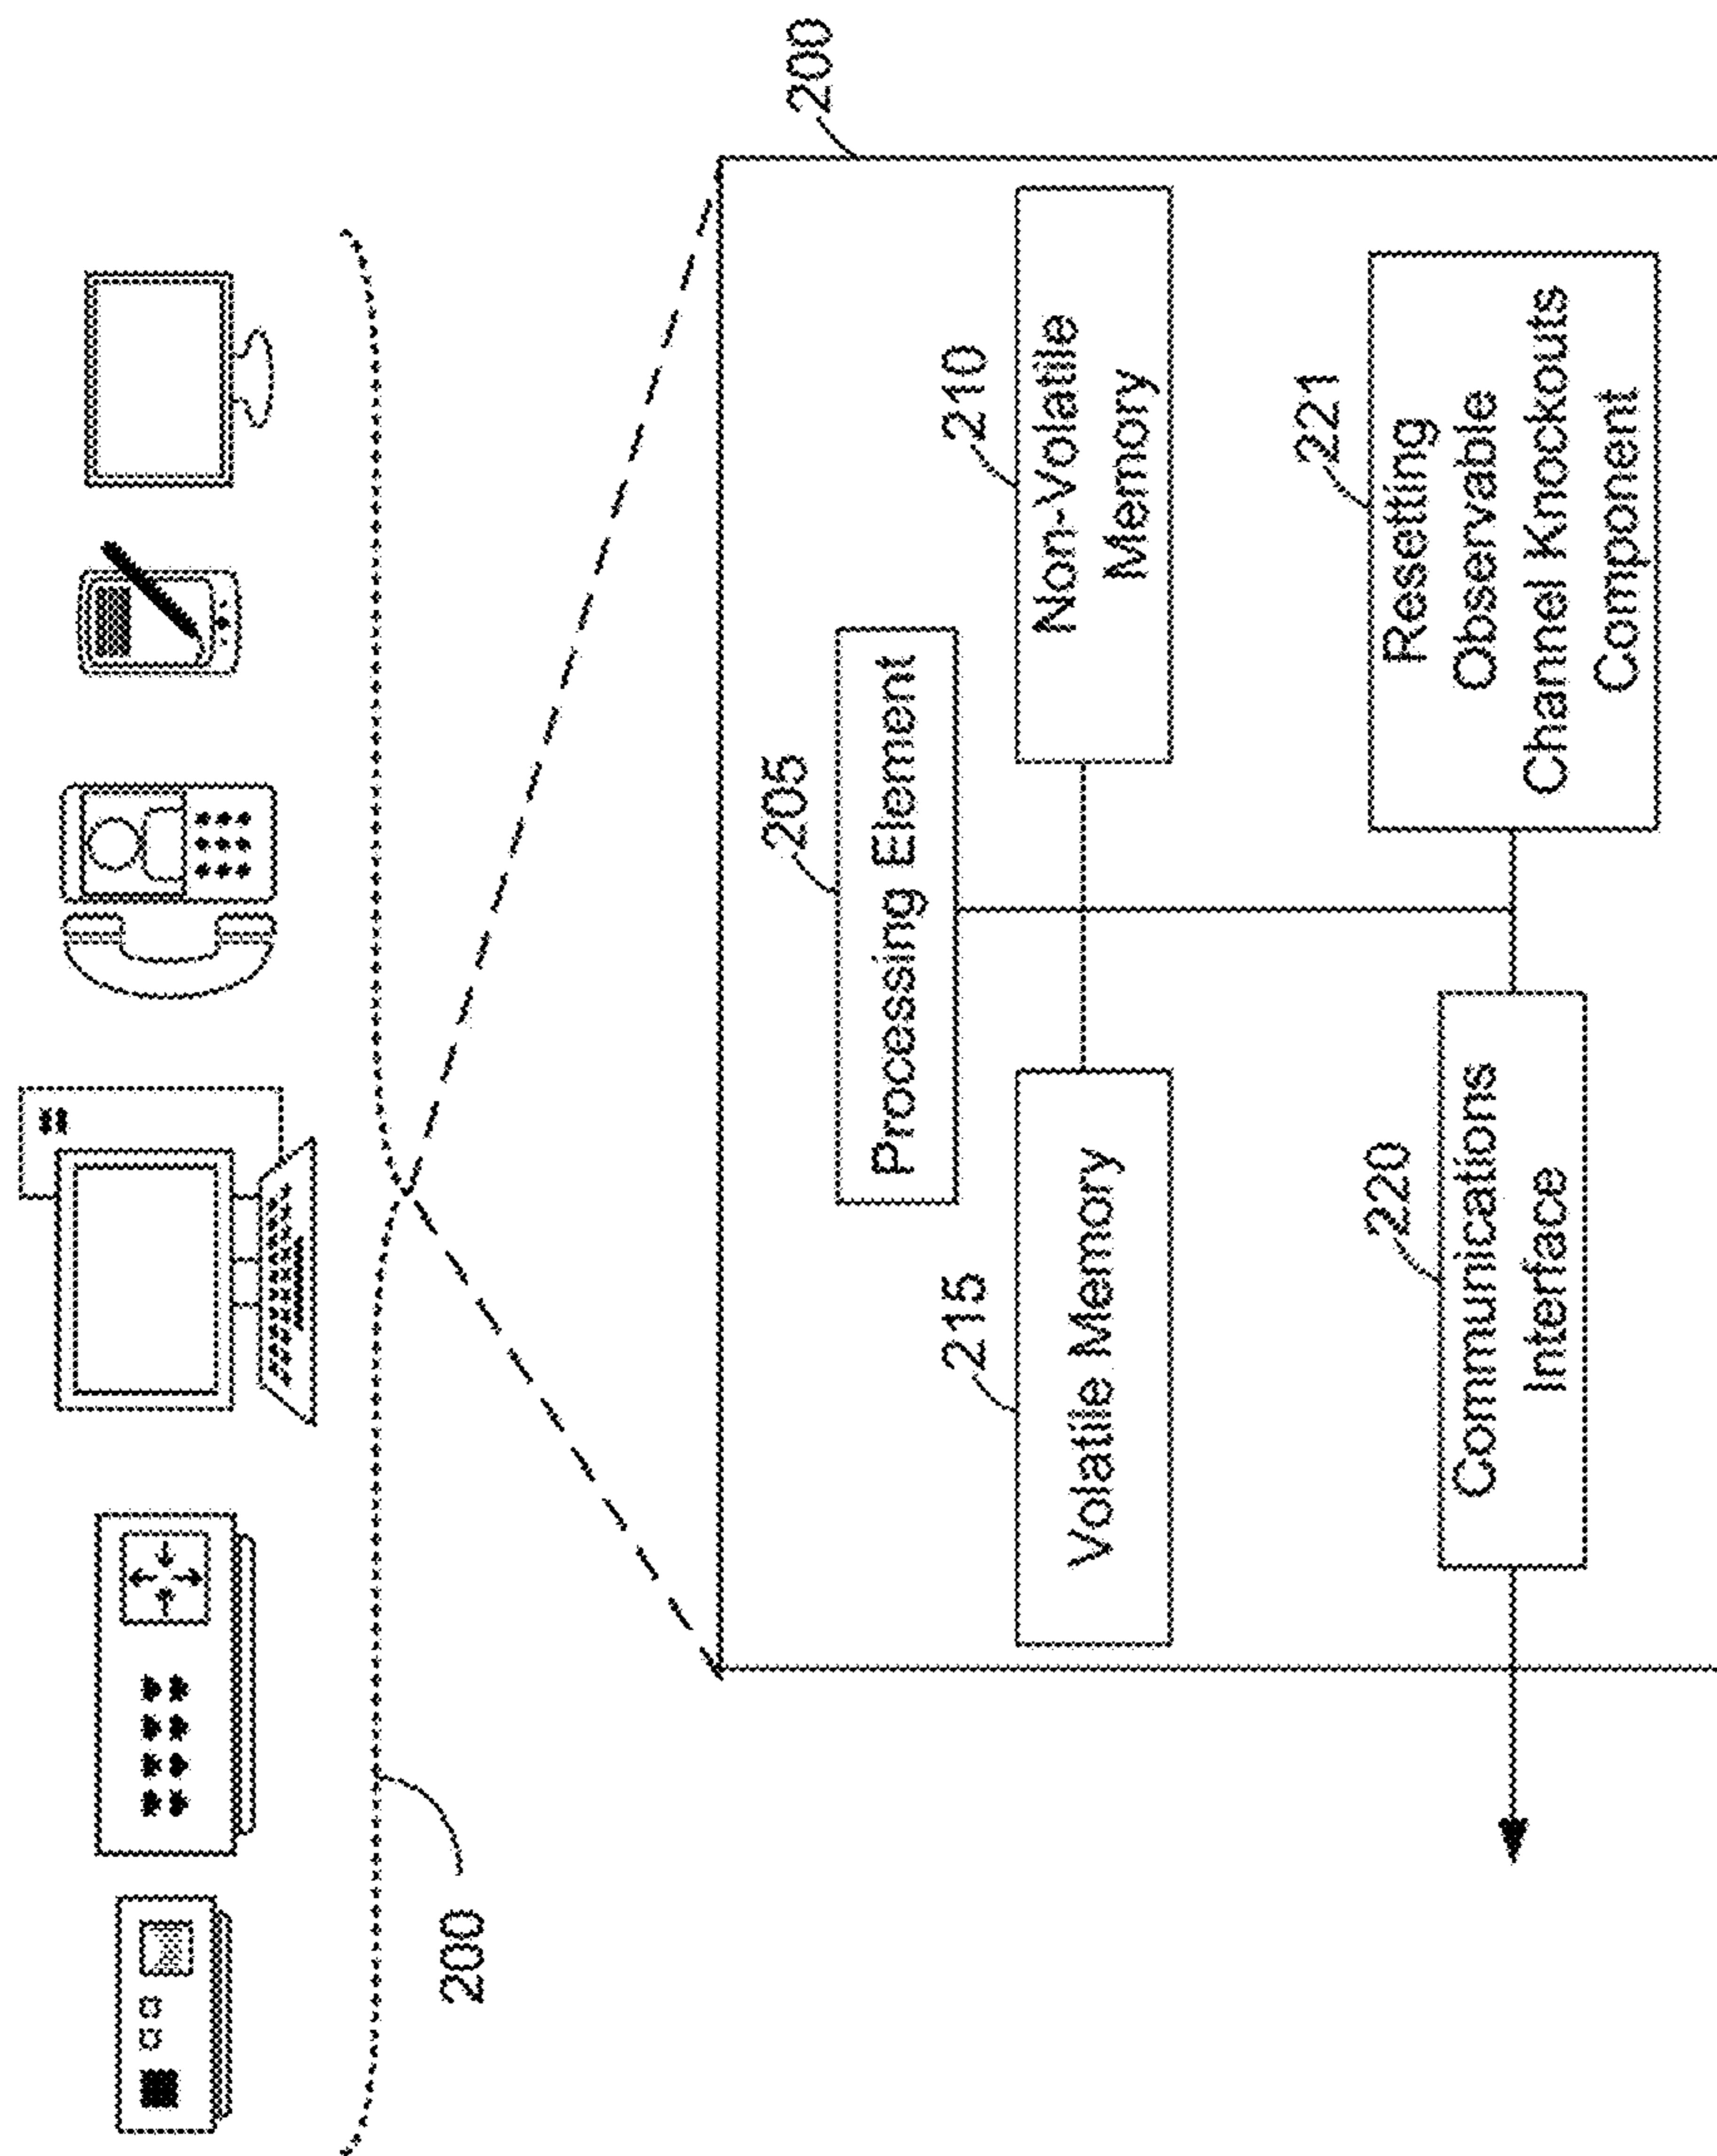 200
200
205
Processing Element
215
210
Volatile Memory
Non-Volatile
Memory
220
221
Communications
Interface
Resetting
Observable
Channel Knockouts
Component